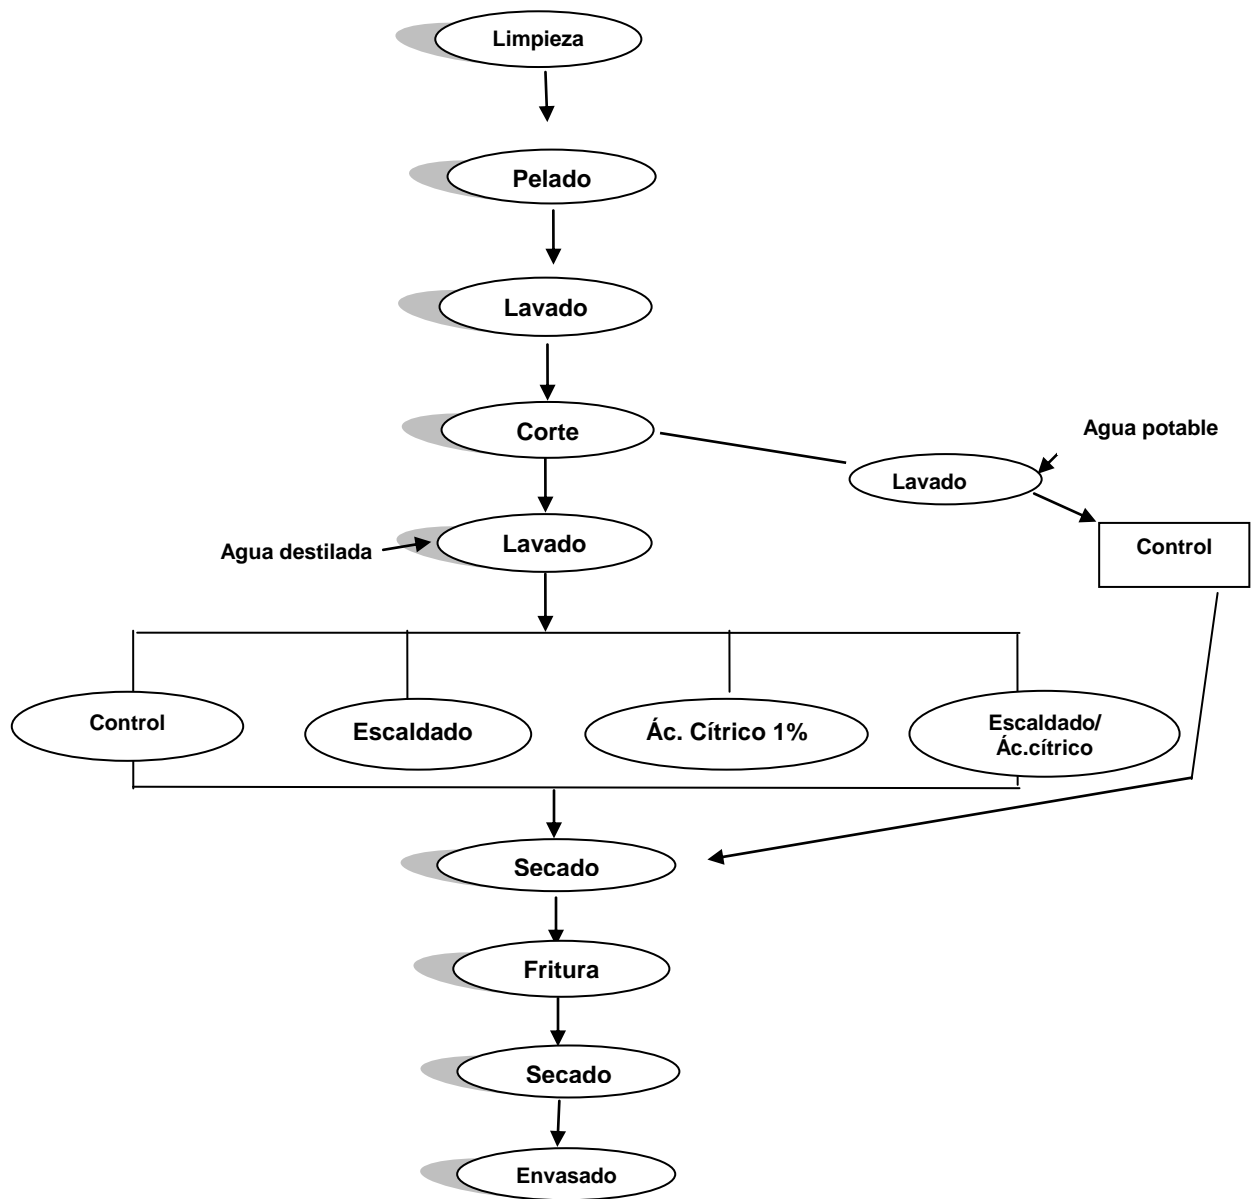 Limpieza
Pelado
Lavado
Corte
Agua potable
Lavado
Agua destilada
Lavado
Control
Control
Escaldado
Ác. Cítrico 1%
Escaldado/
Ác.cítrico
Secado
Fritura
Secado
Envasado